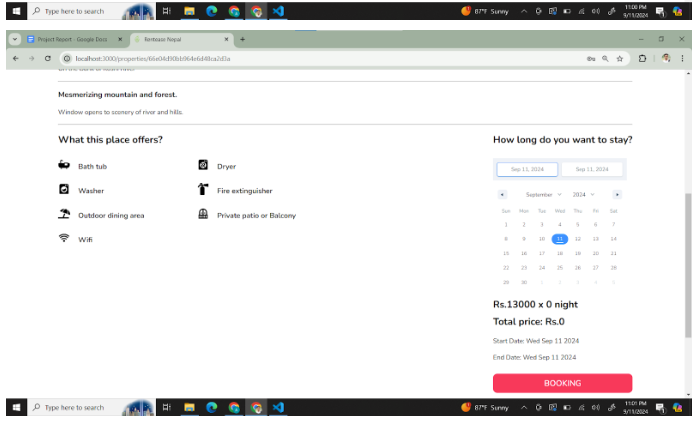 Type here to search
87°F Sunny
11:00 PM
9/11/2024
Project Report - Google Docs
Rentease Nepal
localhost:3000/properties/66e04d90bb964e6d48ca2d3a
Mesmerizing mountain and forest.
Window opens to scenery of river and hills.
What this place offers?
Bath tub
Dryer
Washer
Fire extinguisher
Outdoor dining area
Private patio or Balcony
Wifi
How long do you want to stay?
Sep 11, 2024 Sep 11, 2024
September 2024
Sun Mon Tue Wed Thu Fri Sat
1 2 3 4 5 6 7
8 9 10 11 12 13 14
15 16 17 18 19 20 21
22 23 24 25 26 27 28
29 30 1 2 3 4 5
Rs.13000 x 0 night
Total price: Rs.0
Start Date: Wed Sep 11 2024
End Date: Wed Sep 11 2024
BOOKING
Type here to search
87°F Sunny
11:01 PM
9/11/2024